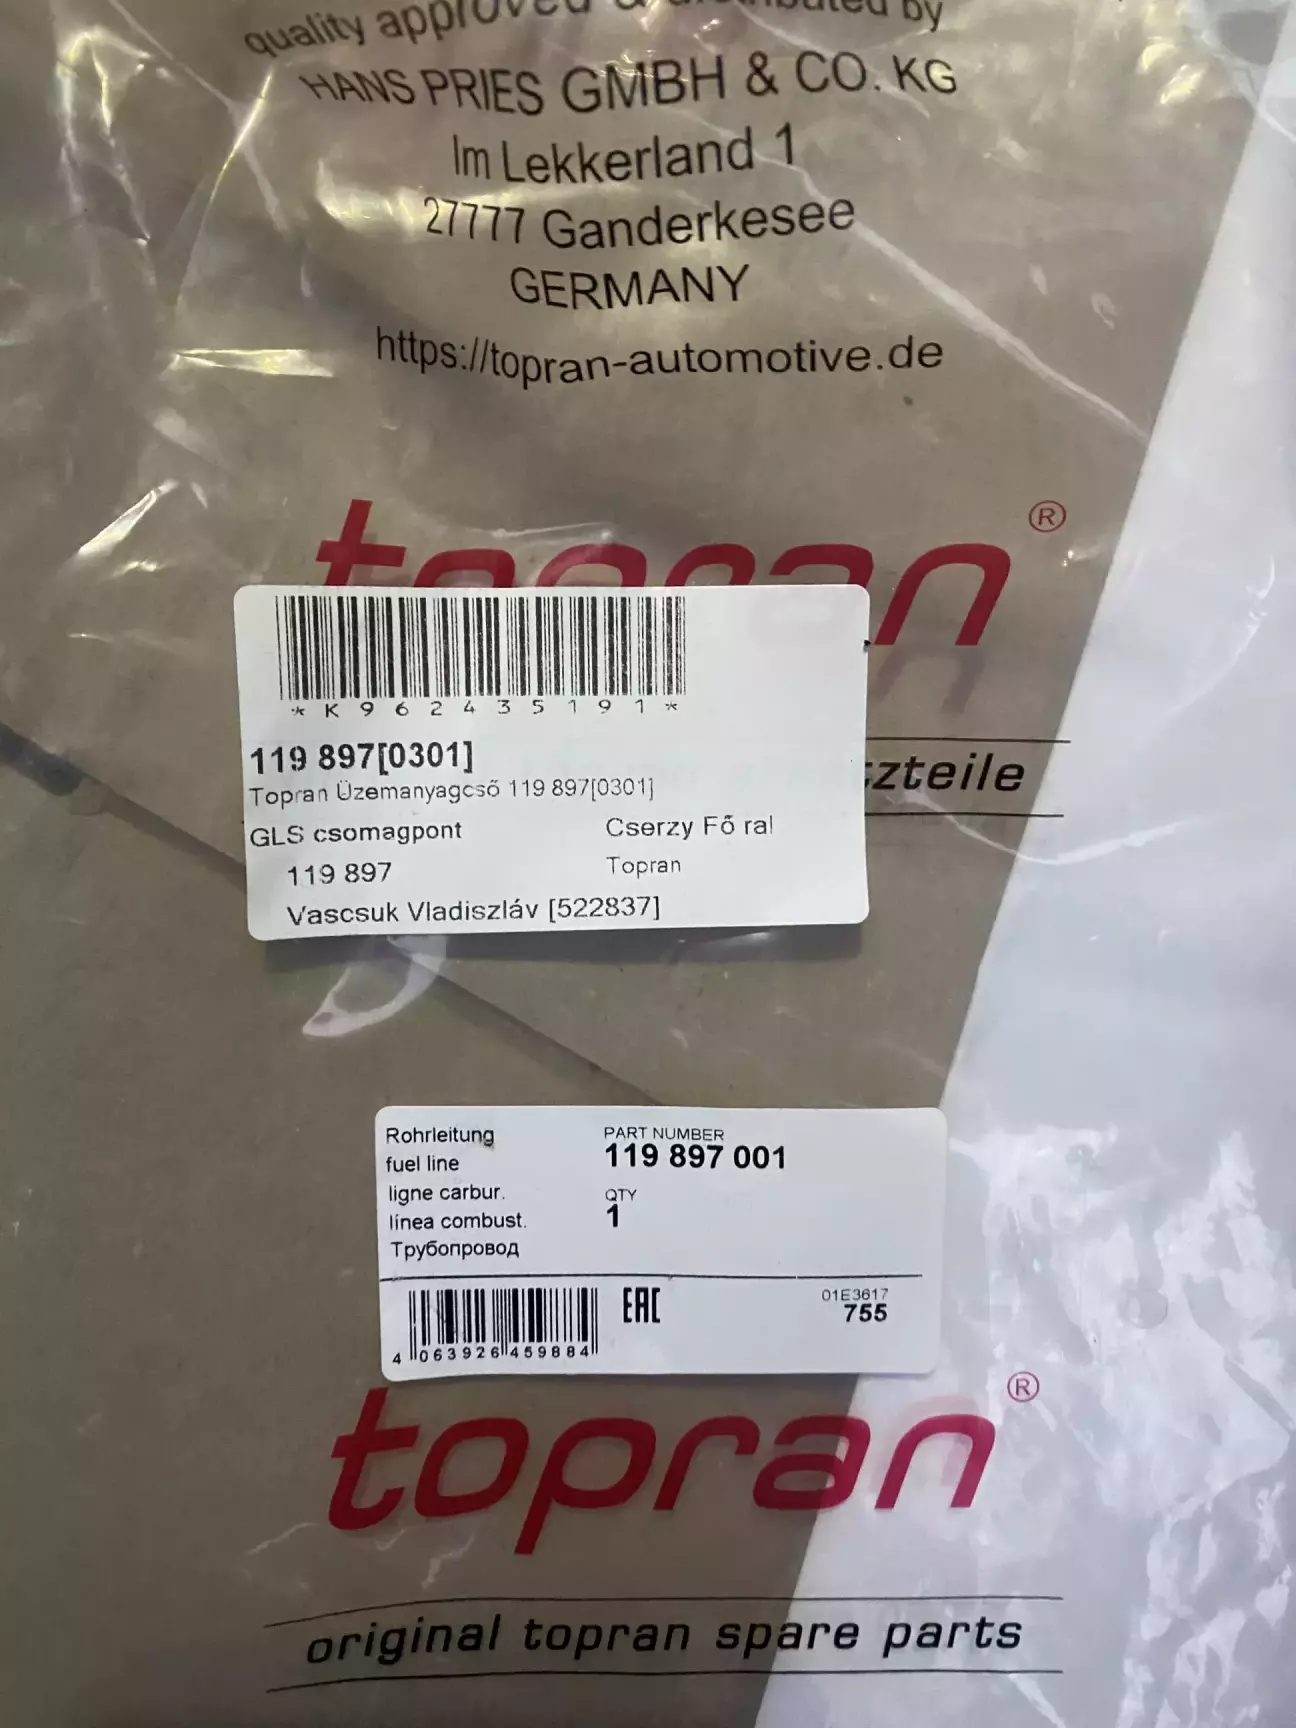 quality approved & distributed by
HANS PRIES GMBH & CO. KG
Im Lekkerland 1
27777 Ganderkesee
GERMANY
https://topran-automotive.de
topran®
zteile
*K962435191*
119 897[0301]
Topran Üzemanyagcső 119 897[0301]
GLS csomagpont Cserzy Fő ral
119 897 Topran
Vascsuk Vladiszláv [522837]
Rohrleitung
fuel line
ligne carbur.
línea combust.
Трубопровод
PART NUMBER
119 897 001
QTY
1
4 063926 459884
EAC
01E3617
755
topran®
original topran spare parts